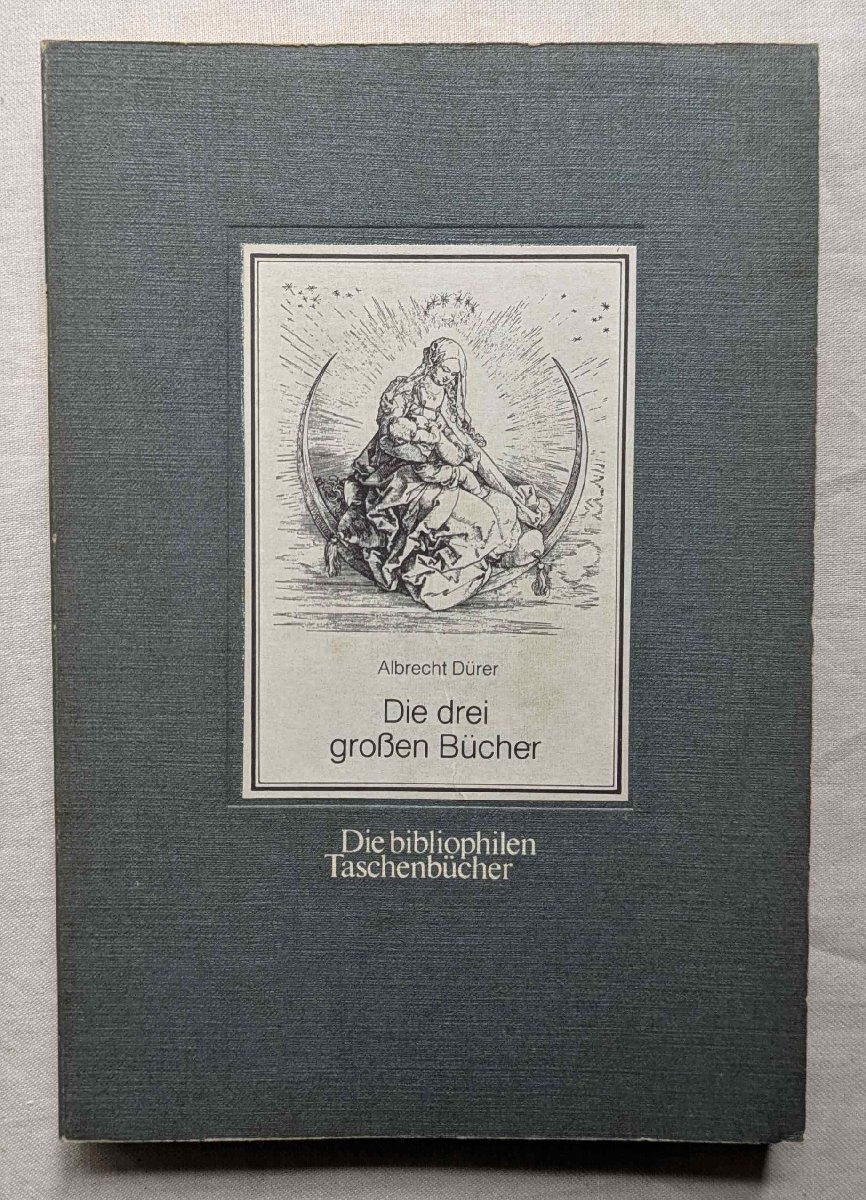 Albrecht Dürer
Die drei
großen Bücher
Die bibliophilen
Taschenbücher